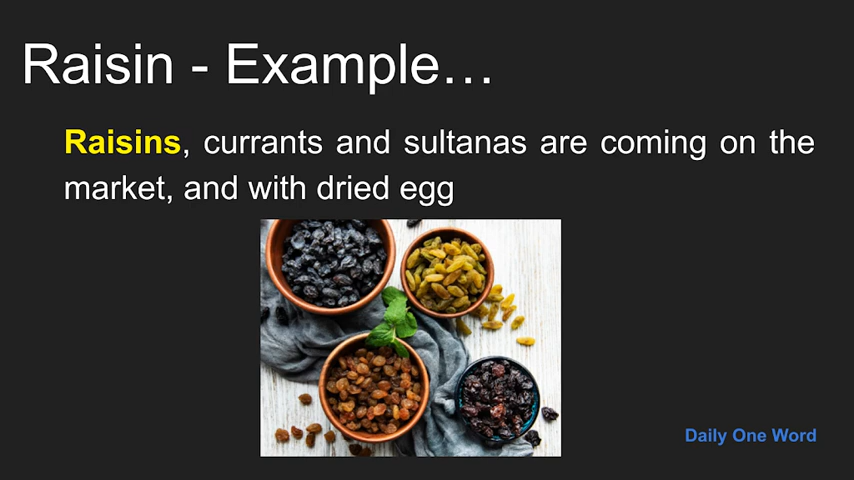 Raisin - Example…
Raisins, currants and sultanas are coming on the
market, and with dried egg
Daily One Word